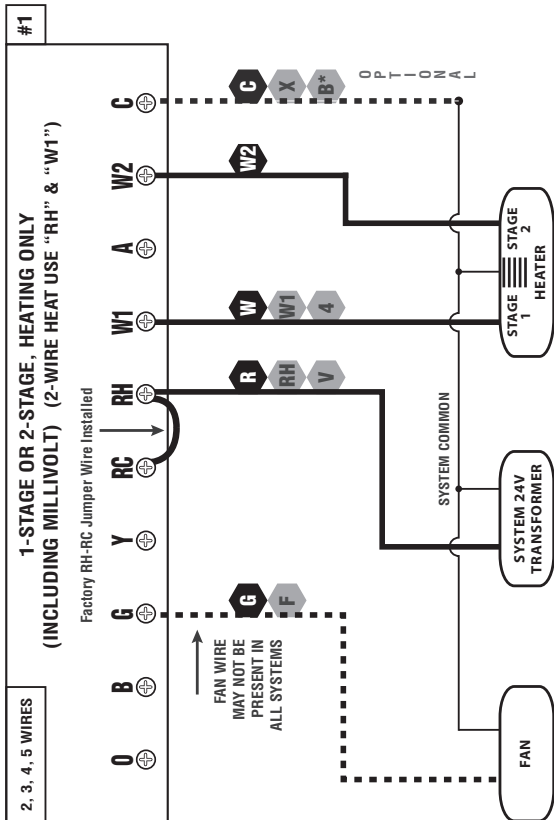 2, 3, 4, 5 WIRES
#1
1-STAGE OR 2-STAGE, HEATING ONLY
(INCLUDING MILLIVOLT) (2-WIRE HEAT USE “RH” & “W1”)
Factory RH-RC Jumper Wire Installed
O B G Y RC RH W1 A W2 C
FAN WIRE
MAY NOT BE
PRESENT IN
ALL SYSTEMS
G
F
R
RH
V
W
W1
4
W2
C
X
B*
OPTIONAL
SYSTEM COMMON
FAN
SYSTEM 24V
TRANSFORMER
STAGE
1
STAGE
2
HEATER